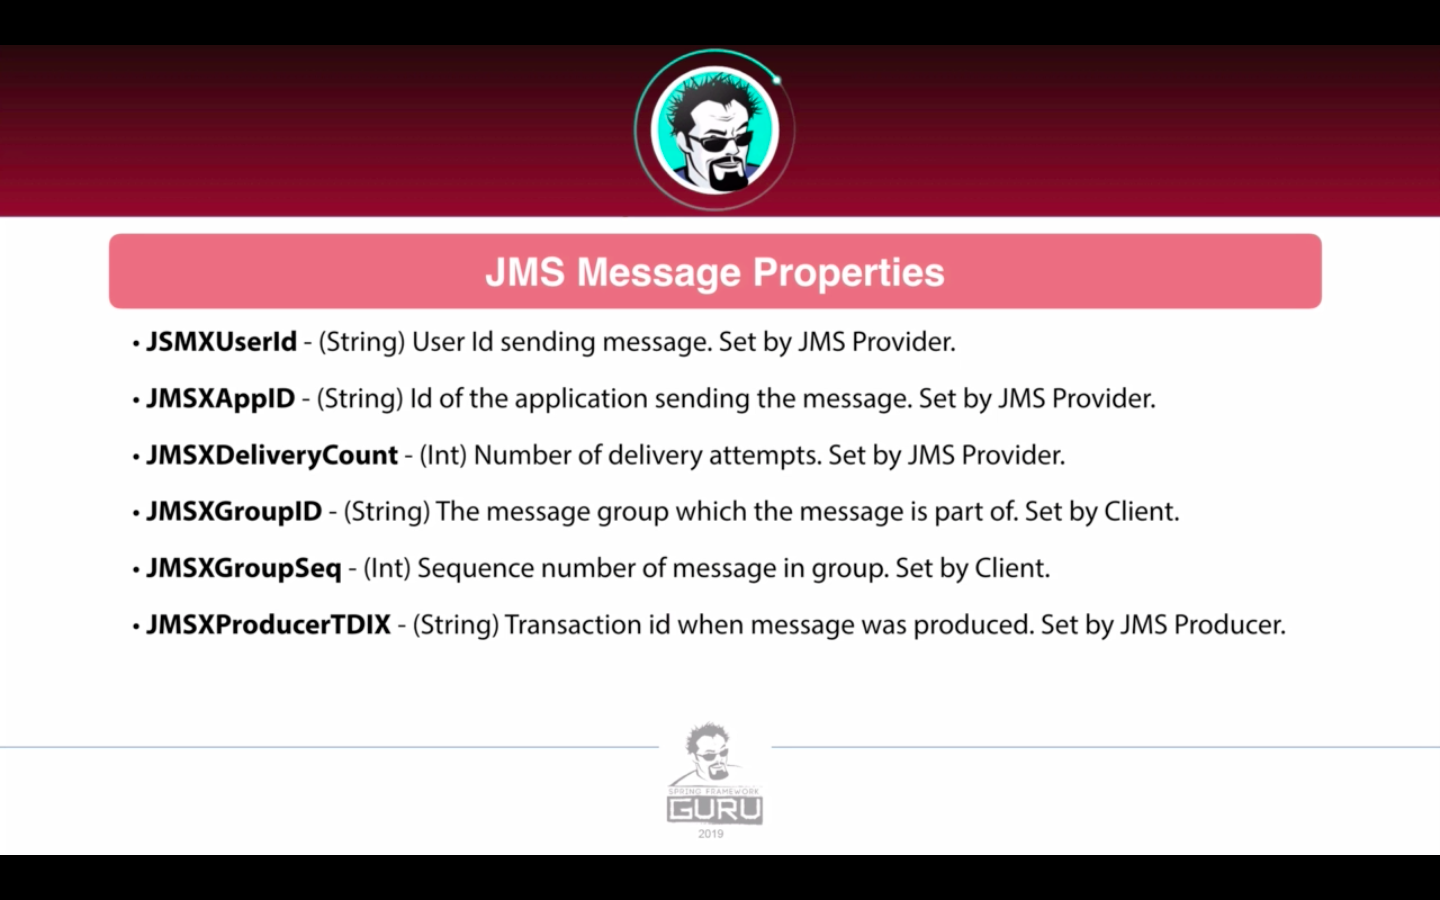 JMS Message Properties
• JSMXUserId - (String) User Id sending message. Set by JMS Provider.
• JMSXAppID - (String) Id of the application sending the message. Set by JMS Provider.
• JMSXDeliveryCount - (Int) Number of delivery attempts. Set by JMS Provider.
• JMSXGroupID - (String) The message group which the message is part of. Set by Client.
• JMSXGroupSeq - (Int) Sequence number of message in group. Set by Client.
• JMSXProducerTDIX - (String) Transaction id when message was produced. Set by JMS Producer.
SPRING FRAMEWORK
GURU
2019